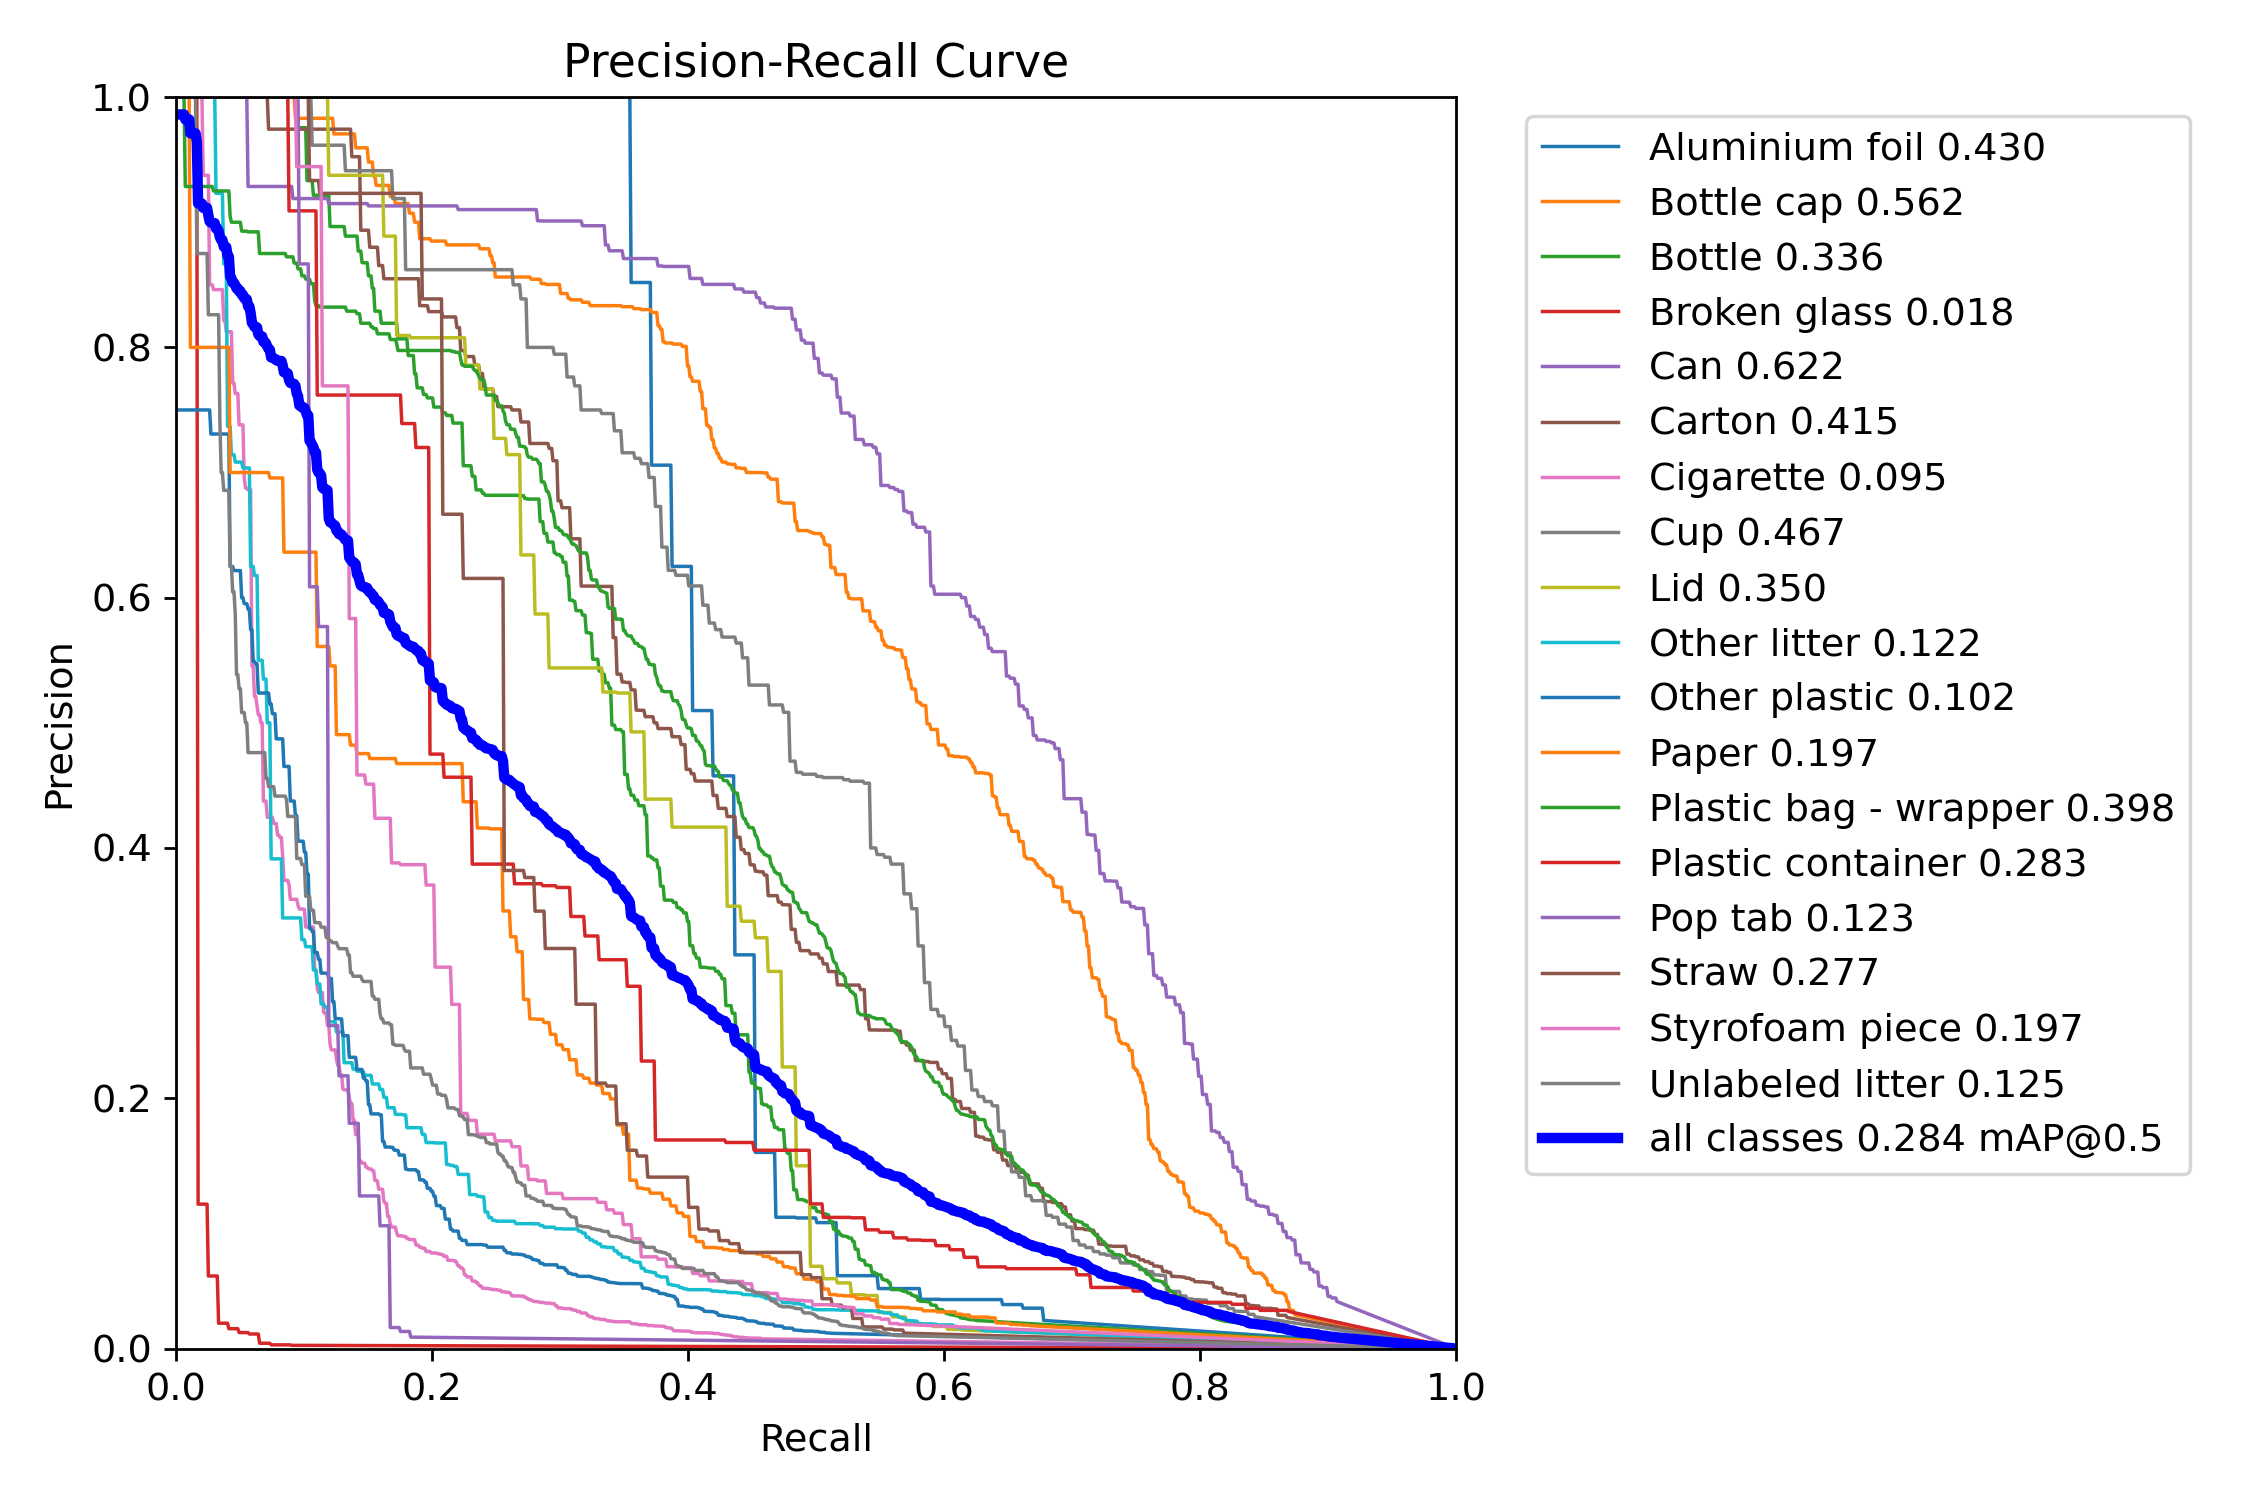 Precision-Recall Curve
1.0
0.8
0.6
0.4
0.2
0.0
Precision
0.0 0.2 0.4 0.6 0.8 1.0
Recall
Aluminium foil 0.430
Bottle cap 0.562
Bottle 0.336
Broken glass 0.018
Can 0.622
Carton 0.415
Cigarette 0.095
Cup 0.467
Lid 0.350
Other litter 0.122
Other plastic 0.102
Paper 0.197
Plastic bag - wrapper 0.398
Plastic container 0.283
Pop tab 0.123
Straw 0.277
Styrofoam piece 0.197
Unlabeled litter 0.125
all classes 0.284 mAP@0.5